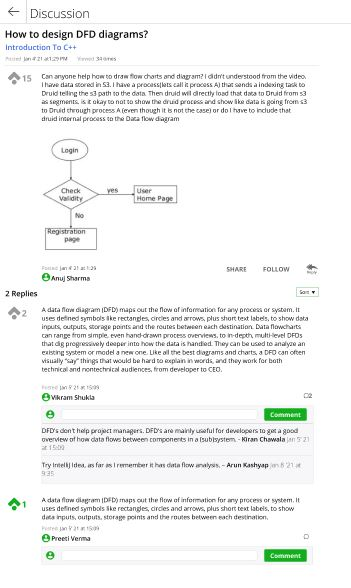 Discussion
How to design DFD diagrams?
Introduction To C++
Posted Jan 4' 21 at1:29 PM Viewed 34 times
15
Can anyone help how to draw flow charts and diagram? I didn't understood from the video.
I have data stored in S3. I have a process(lets call it process A) that sends a indexing task to
Druid telling the s3 path to the data. Then druid will directly load that data to Druid from s3
as segments. is it okay to not to show the druid process and show like data is going from s3
to Druid through process A (even though it is not the case) or do I have to include that
druid internal process to the Data flow diagram
Login
Check
Validity
yes
User
Home Page
No
Registration
page
Posted Jan 4' 21 at 1:29
Anuj Sharma
SHARE FOLLOW Reply
2 Replies
Sort ▼
2
A data flow diagram (DFD) maps out the flow of information for any process or system. It
uses defined symbols like rectangles, circles and arrows, plus short text labels, to show data
inputs, outputs, storage points and the routes between each destination. Data flowcharts
can range from simple, even hand-drawn process overviews, to in-depth, multi-level DFDs
that dig progressively deeper into how the data is handled. They can be used to analyze an
existing system or model a new one. Like all the best diagrams and charts, a DFD can often
visually "say" things that would be hard to explain in words, and they work for both
technical and nontechnical audiences, from developer to CEO.
Posted Jan 5' 21 at 15:09
Vikram Shukla
2
Comment
DFD's don't help project managers. DFD's are mainly useful for developers to get a good
overview of how data flows between components in a (sub)system. - Kiran Chawala Jan 5' 21
at 15:09
Try IntelliJ Idea, as far as I remember it has data flow analysis. – Arun Kashyap Jan 8 '21 at
9:35
1
A data flow diagram (DFD) maps out the flow of information for any process or system. It
uses defined symbols like rectangles, circles and arrows, plus short text labels, to show
data inputs, outputs, storage points and the routes between each destination.
Posted Jan 5' 21 at 15:09
Preeti Verma
Comment